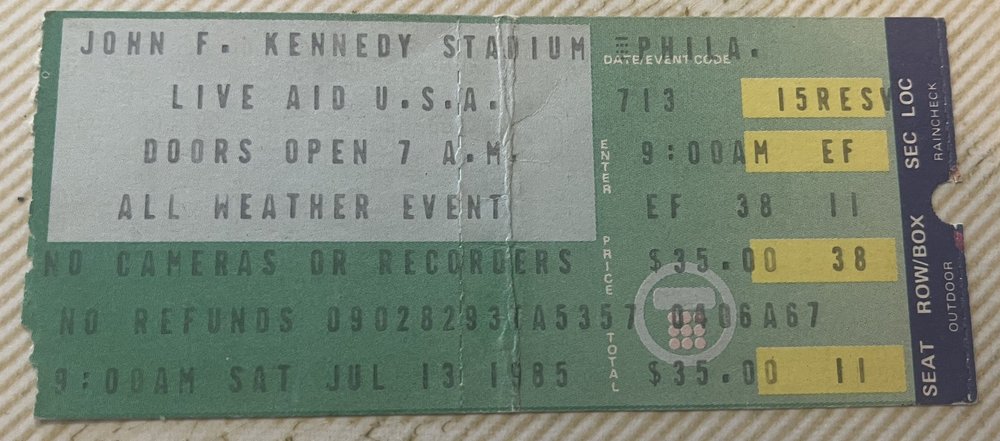 JOHN F. KENNEDY STADIUM PHILA.
DATE/EVENT CODE
LIVE AID U.S.A. 713 15RESV
DOORS OPEN 7 A.M. 9:00AM EF
ENTER
ALL WEATHER EVENT EF 38 11
NO CAMERAS OR RECORDERS $35.00 38
PRICE
NO REFUNDS 09028293TA5357 0406A67
9:00AM SAT JUL 13 1985 $35.00 11
TOTAL
SEC LOC
RAINCHECK
ROW/BOX
OUTDOOR
SEAT